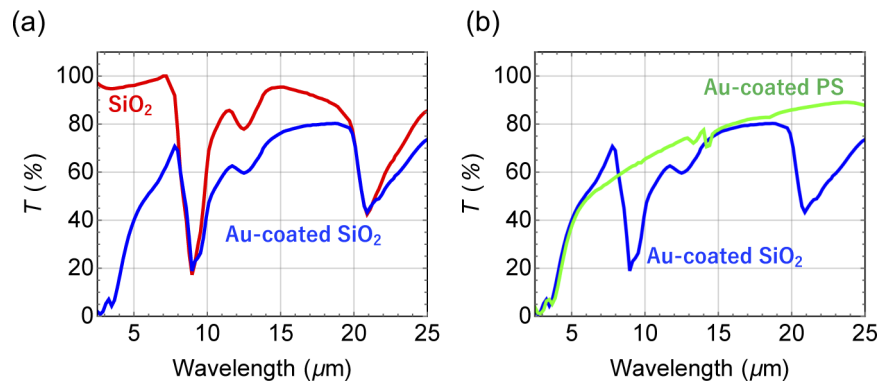 (a)
(b)
100
80
60
40
20
0
T (%)
SiO₂
Au-coated SiO₂
5
10
15
20
25
Wavelength (μm)
100
80
60
40
20
0
T (%)
Au-coated PS
Au-coated SiO₂
5
10
15
20
25
Wavelength (μm)